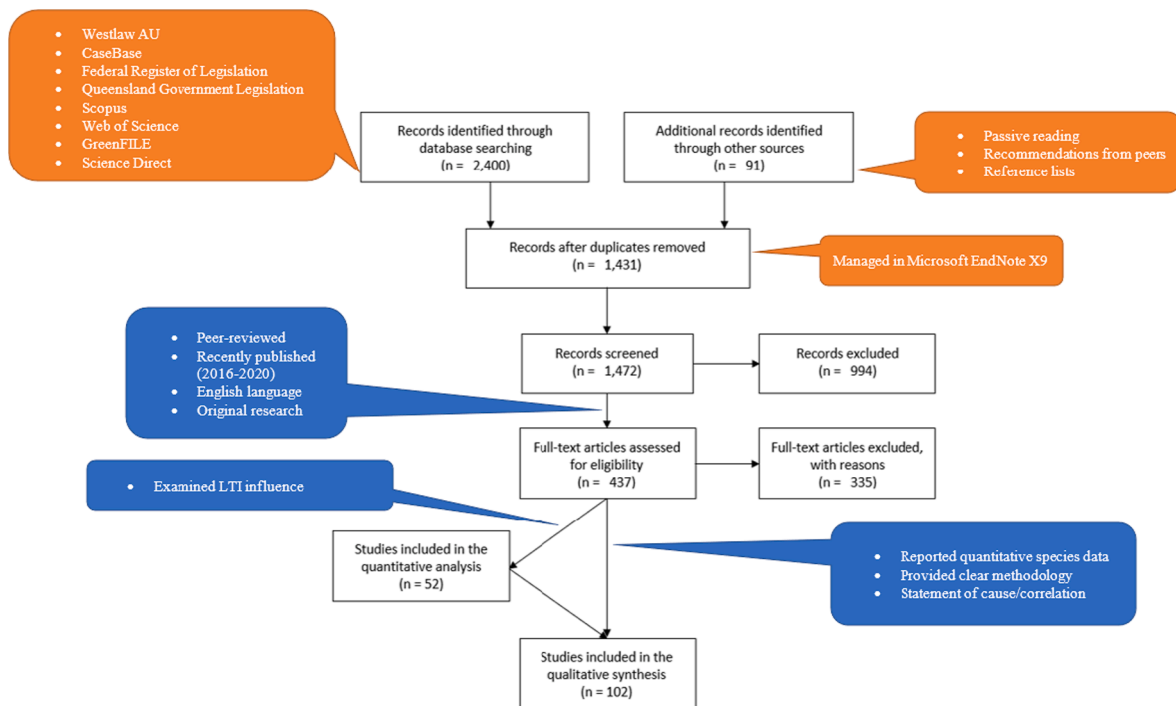 • Westlaw AU
• CaseBase
• Federal Register of Legislation
• Queensland Government Legislation
• Scopus
• Web of Science
• GreenFILE
• Science Direct
Records identified through
database searching
(n = 2,400)
Additional records identified
through other sources
(n = 91)
• Passive reading
• Recommendations from peers
• Reference lists
Records after duplicates removed
(n = 1,431)
Managed in Microsoft EndNote X9
• Peer-reviewed
• Recently published
(2016-2020)
• English language
• Original research
Records screened
(n = 1,472)
Records excluded
(n = 994)
Full-text articles assessed
for eligibility
(n = 437)
Full-text articles excluded,
with reasons
(n = 335)
• Examined LTI influence
Studies included in the
quantitative analysis
(n = 52)
• Reported quantitative species data
• Provided clear methodology
• Statement of cause/correlation
Studies included in the
qualitative synthesis
(n = 102)